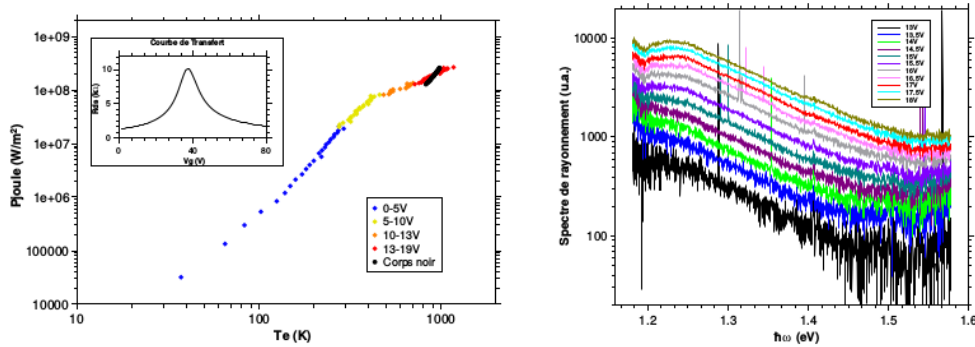 1e+09
1e+08
1e+07
1e+06
100000
10000
Pjoule (W/m²)
10
100
1000
Te (K)
Courbe de Transfert
10
5
0
Rds (kΩ)
0
40
80
Vg (V)
0-5V
5-10V
10-13V
13-19V
Corps noir
10000
1000
100
Spectre de rayonnement (u.a.)
1.2
1.3
1.4
1.5
1.6
ħω (eV)
13V
13.5V
14V
14.5V
15V
15.5V
16V
16.5V
17V
17.5V
18V